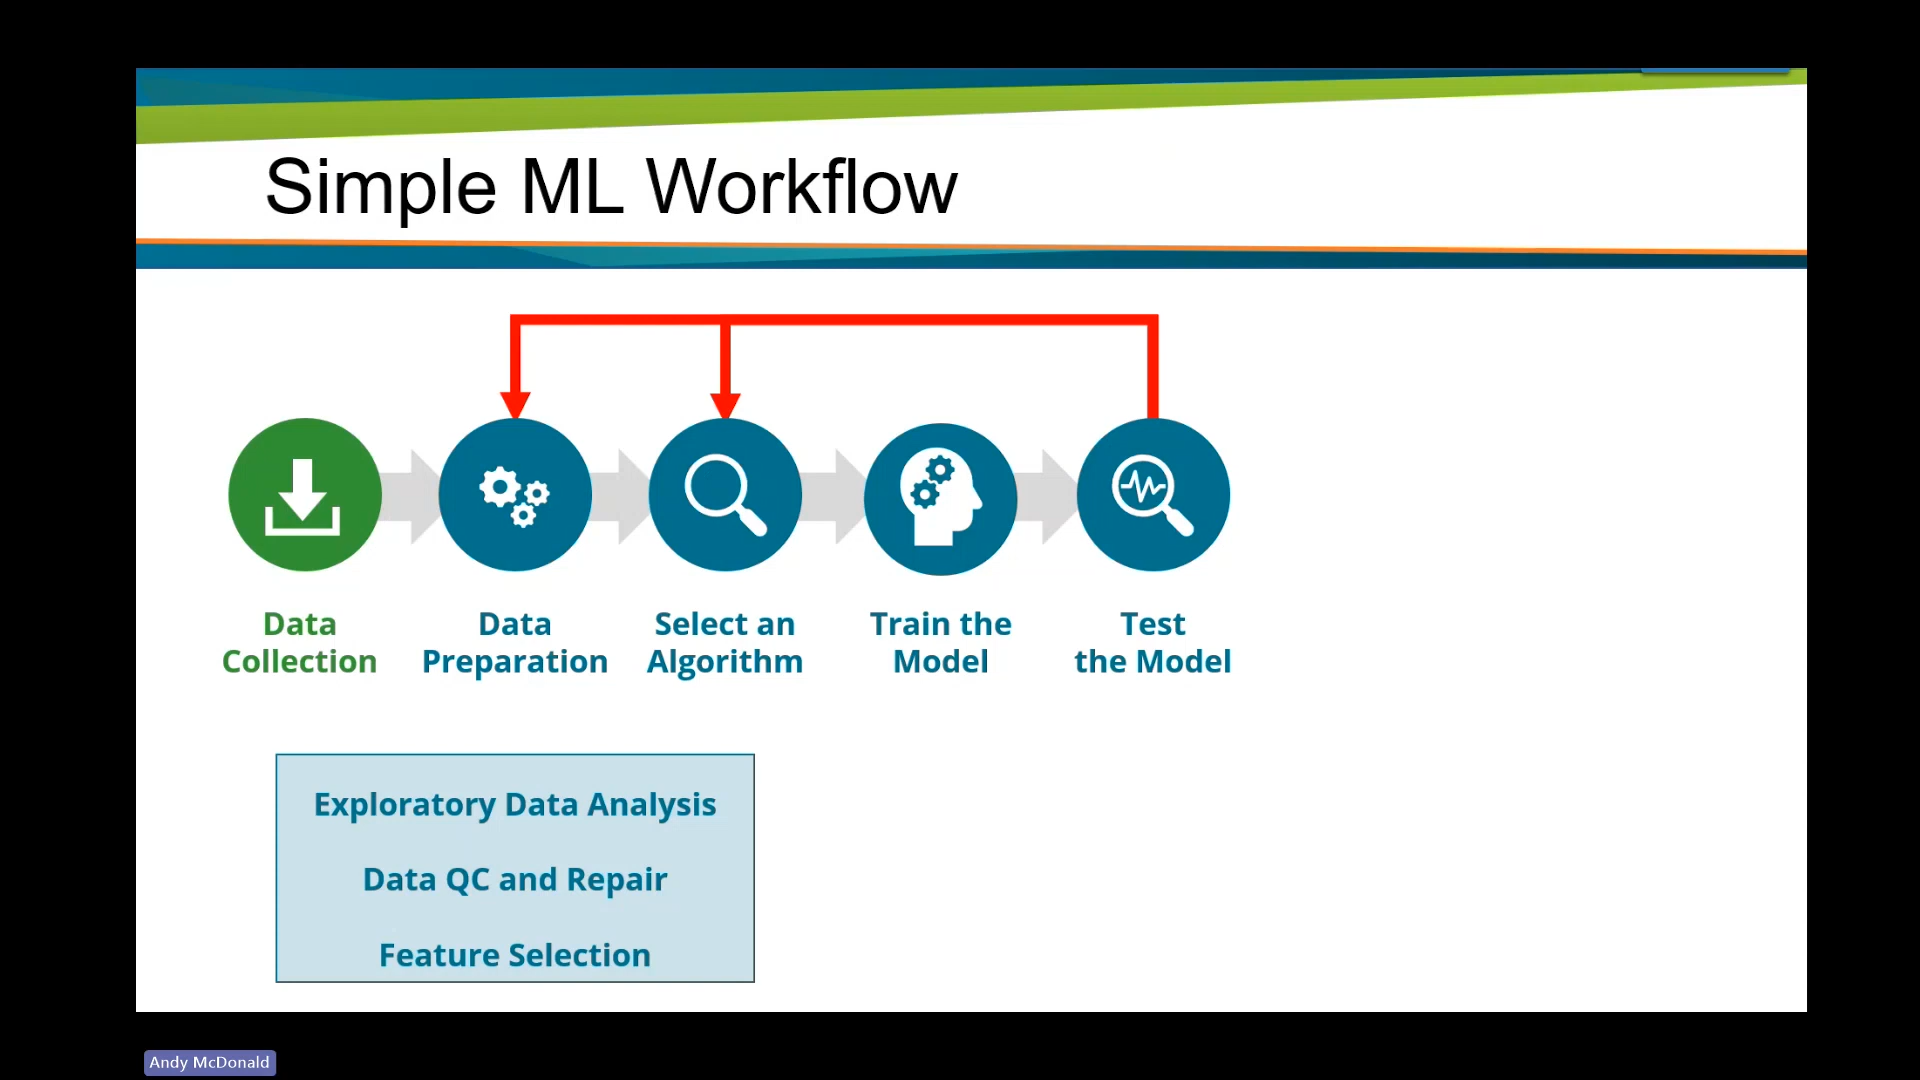 Simple ML Workflow
Data
Collection
Data
Preparation
Select an
Algorithm
Train the
Model
Test
the Model
Exploratory Data Analysis
Data QC and Repair
Feature Selection
Andy McDonald